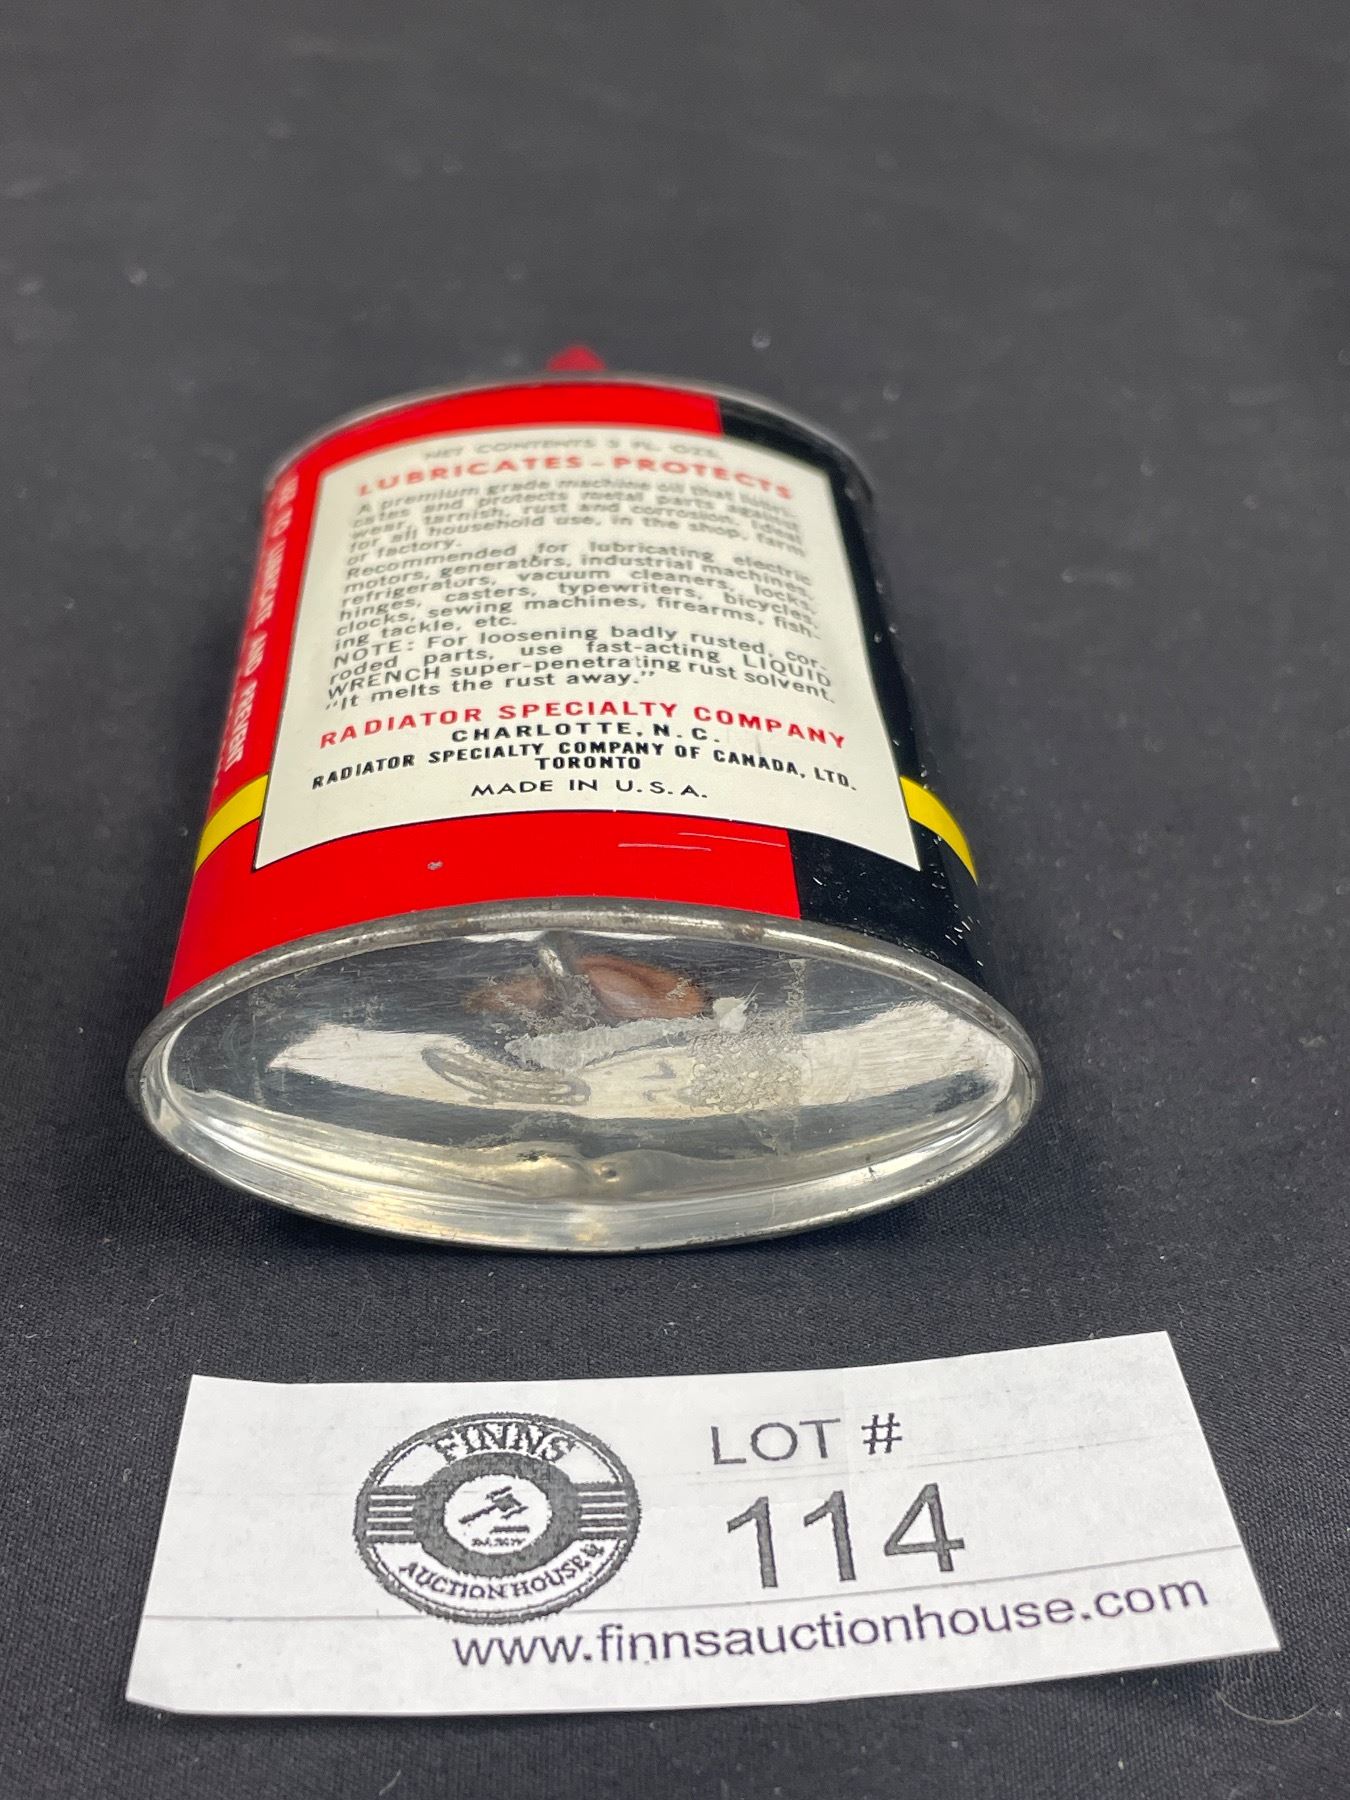 NET CONTENTS 3 FL. OZS.
LUBRICATES - PROTECTS
A premium grade machine oil that lubri-
cates and protects metal parts against
wear, tarnish, rust and corrosion. Ideal
for all household use, in the shop, farm
or factory.
Recommended for lubricating electric
motors, generators, industrial machines,
refrigerators, vacuum cleaners, locks,
hinges, casters, typewriters, bicycles,
clocks, sewing machines, firearms, fish-
ing tackle, etc.
NOTE: For loosening badly rusted, cor-
roded parts, use fast-acting LIQUID
WRENCH super-penetrating rust solvent.
"It melts the rust away."
RADIATOR SPECIALTY COMPANY
CHARLOTTE, N. C.
RADIATOR SPECIALTY COMPANY OF CANADA, LTD.
TORONTO
MADE IN U. S. A.
TO LUBRICATE AND PREVENT
FINNS
AUCTION HOUSE
LOT #
114
www.finnsauctionhouse.com